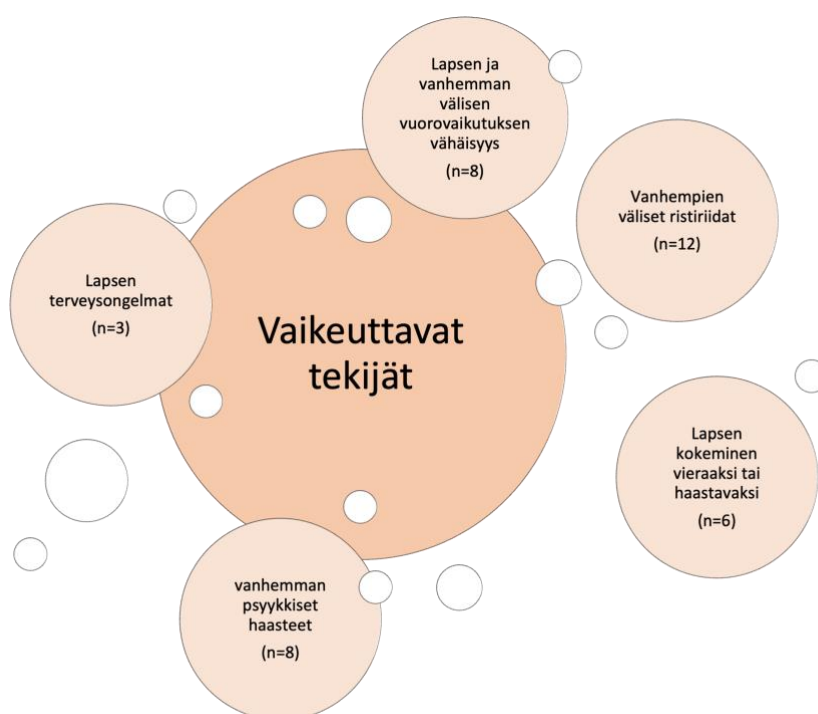 Lapsen ja
vanhemman
välisen
vuorovaikutuksen
vähäisyys
(n=8)
Vanhempien
väliset ristiriidat
(n=12)
Lapsen
terveysongelmat
(n=3)
Vaikeuttavat
tekijät
Lapsen
kokeminen
vieraaksi tai
haastavaksi
(n=6)
vanhemman
psyykkiset
haasteet
(n=8)